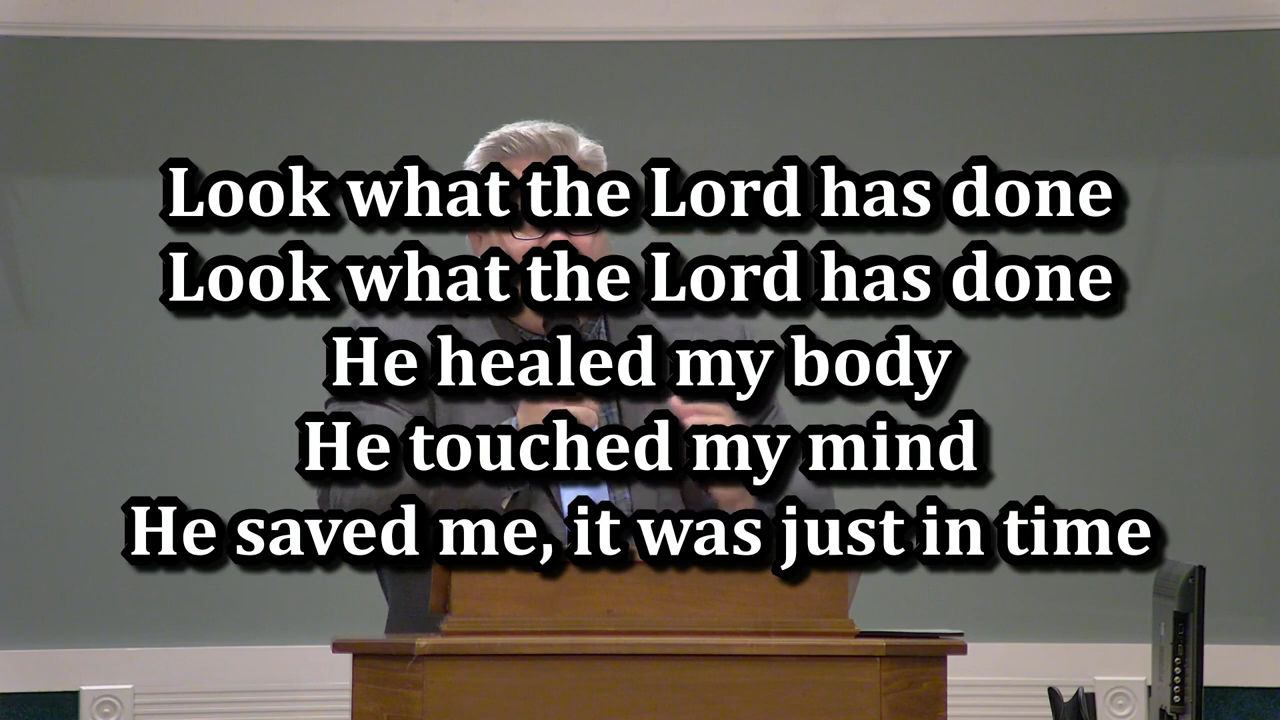 Look what the Lord has done
Look what the Lord has done
He healed my body
He touched my mind
He saved me, it was just in time